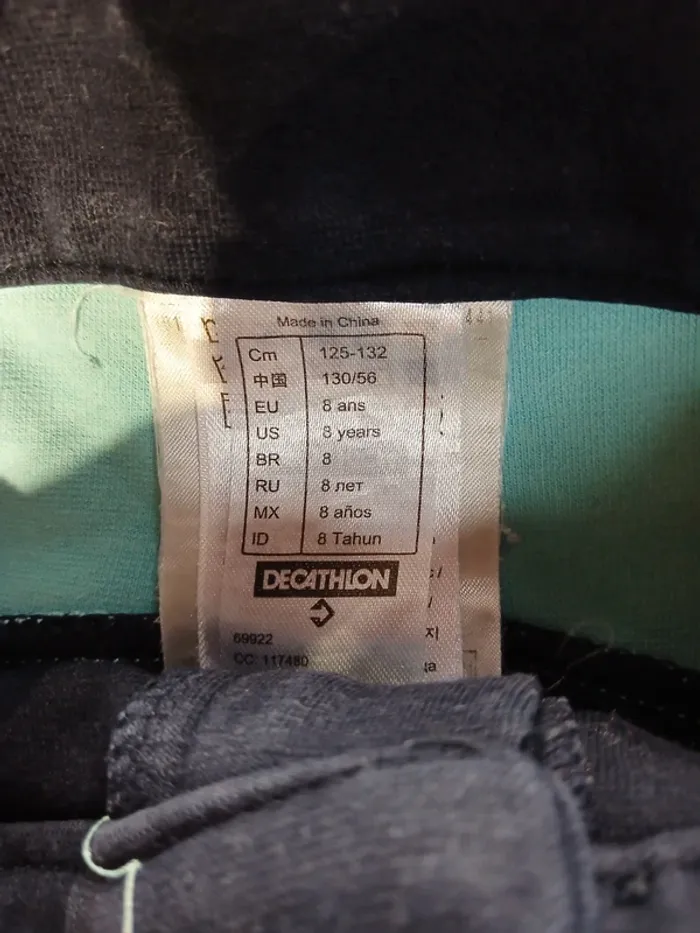 Made in China
Cm 125-132
中国 130/56
EU 8 ans
US 8 years
BR 8
RU 8 лет
MX 8 años
ID 8 Tahun
DECATHLON
69922
CC: 117480